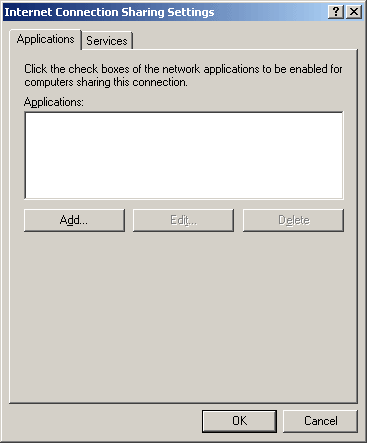 Internet Connection Sharing Settings
Applications
Services
Click the check boxes of the network applications to be enabled for
computers sharing this connection.
Applications:
Add...
Edit...
Delete
OK
Cancel